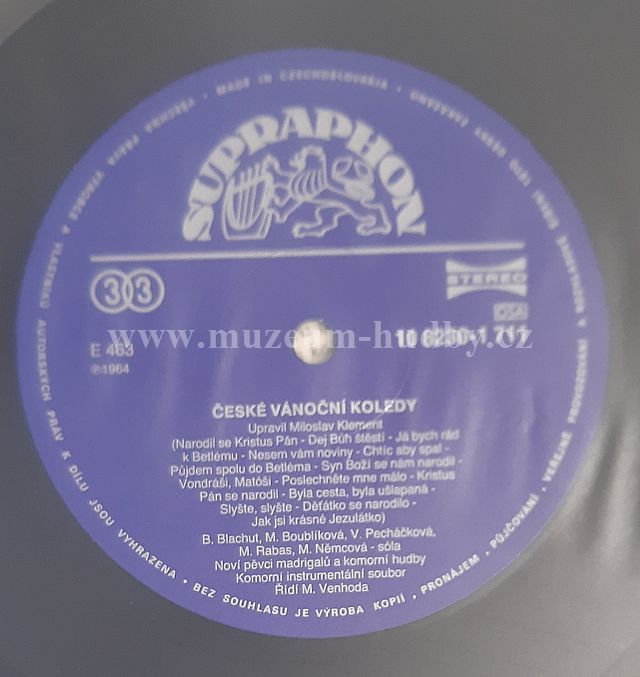 VÝROBCE A VLASTNÍKO AUTORSKÝCH PRÁV K DÍLU JSOU VYHRAZENA • BEZ SOUHLASU JE VÝROBA KOPIÍ, PRONÁJEM, PŮJČOVÁNÍ, VEŘEJNÉ PROVOZOVÁNÍ
MADE IN CZECHOSLOVAKIA
SUPRAPHON
33
STEREO
OSA
www.muzeum-hudby.cz
E 463
℗1964
ČESKÉ VÁNOČNÍ KOLEDY
Upravil Miloslav Klement
(Narodil se Kristus Pán - Dej Bůh štěstí - Já bych rád
k Betlému - Nesem vám noviny - Chtíc aby spal -
Půjdem spolu do Betléma - Syn Boží se nám narodil -
Vondráši, Matóši - Poslechněte mne málo - Kristus
Pán se narodil - Byla cesta, byla ušlapaná -
Slyšte, slyšte - Děťátko se narodilo -
Jak jsi krásné Jezulátko)
B. Blachut, M. Boublíková, V. Pecháčková,
M. Rabas, M. Němcová - sóla
Noví pěvci madrigalů a komorní hudby
Komorní instrumentální soubor
Řídí M. Venhoda